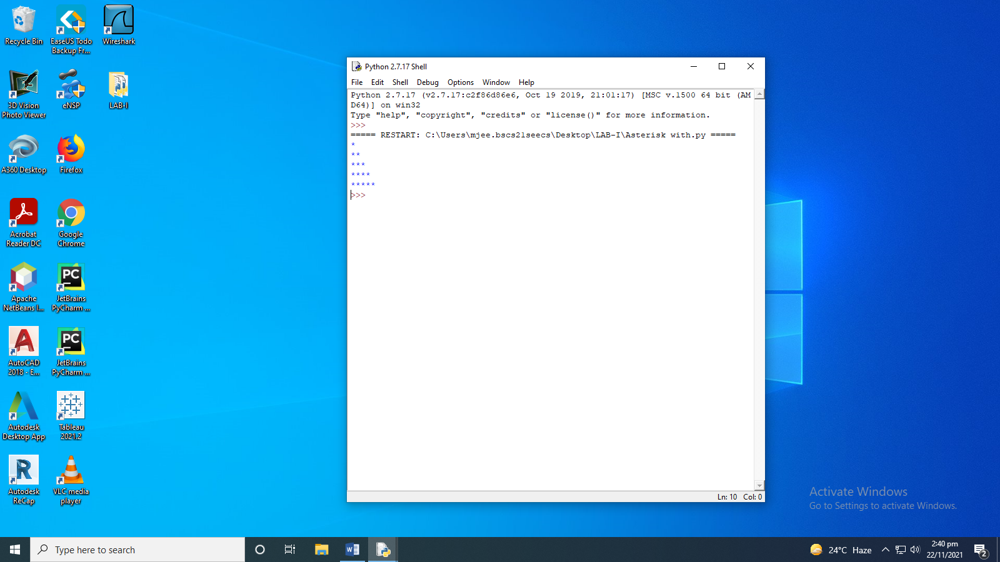 Recycle Bin
EaseUS Todo
Backup Fr...
Wireshark
3D Vision
Photo Viewer
eNSP
LAB-I
A360 Desktop
Firefox
Acrobat
Reader DC
Google
Chrome
Apache
NetBeans I...
PC
JetBrains
PyCharm ...
AutoCAD
2018 - E...
PC
JetBrains
PyCharm ...
Autodesk
Desktop App
Tableau
2021.2
R
Autodesk
ReCap
VLC media
player
Python 2.7.17 Shell
File Edit Shell Debug Options Window Help
Python 2.7.17 (v2.7.17:c2f86d86e6, Oct 19 2019, 21:01:17) [MSC v.1500 64 bit (AM
D64)] on win32
Type "help", "copyright", "credits" or "license()" for more information.
>>>
===== RESTART: C:\Users\mjee.bscs21seecs\Desktop\LAB-I\Asterisk with.py =====
*
**
***
****
*****
>>>
Ln: 10 Col: 0
Activate Windows
Go to Settings to activate Windows.
Type here to search
W
24°C Haze
2:40 pm
22/11/2021
2